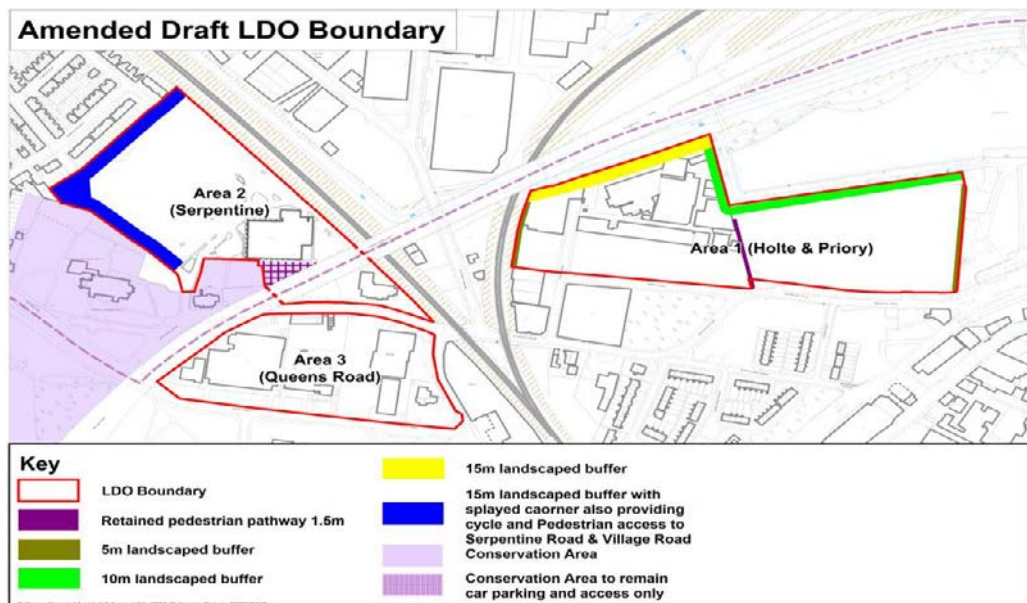 Amended Draft LDO Boundary
Area 2
(Serpentine)
Area 1 (Holte & Priory)
Area 3
(Queens Road)
Key
LDO Boundary
Retained pedestrian pathway 1.5m
5m landscaped buffer
10m landscaped buffer
15m landscaped buffer
15m landscaped buffer with
splayed caorner also providing
cycle and Pedestrian access to
Serpentine Road & Village Road
Conservation Area
Conservation Area to remain
car parking and access only